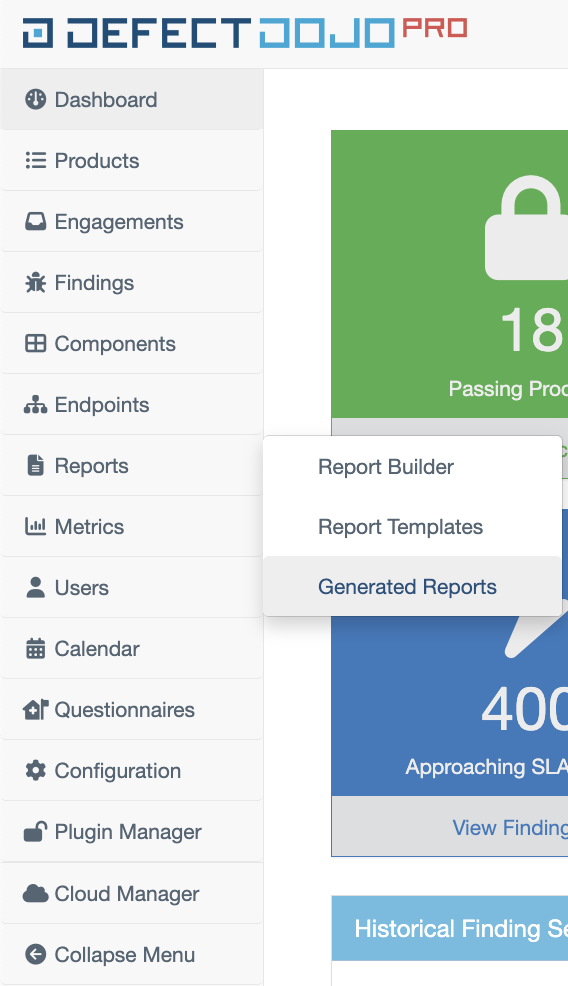 DEFECTDOJO PRO
Dashboard
Products
Engagements
Findings
Components
Endpoints
Reports
Metrics
Users
Calendar
Questionnaires
Configuration
Plugin Manager
Cloud Manager
Collapse Menu
Report Builder
Report Templates
Generated Reports
18
Passing Proc
400
Approaching SLA
View Finding
Historical Finding Se